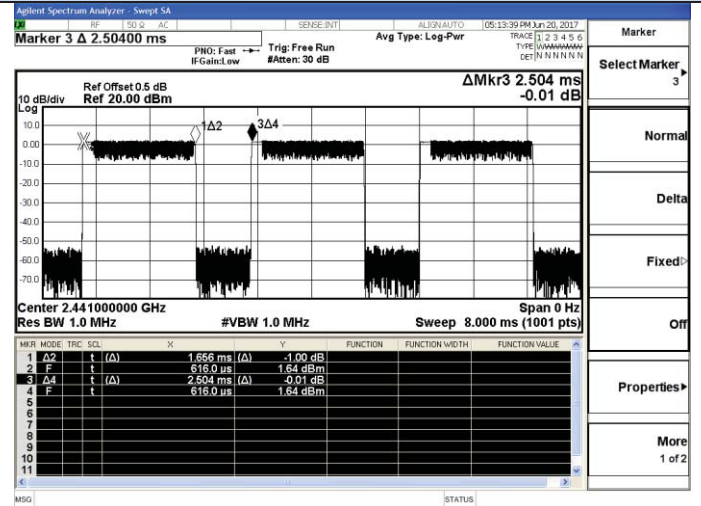 Agilent Spectrum Analyzer - Swept SA
LXI RF 50 Ω AC SENSE:INT ALIGNAUTO 05:13:39 PM Jun 20, 2017
Marker 3 Δ 2.50400 ms
PNO: Fast Trig: Free Run Avg Type: Log-Pwr TRACE 1 2 3 4 5 6
TYPE WWWWWW
IFGain:Low #Atten: 30 dB DET N N N N N N
Ref Offset 0.5 dB ΔMkr3 2.504 ms
10 dB/div Ref 20.00 dBm -0.01 dB
Log
1Δ2 3Δ4
10.0
0.00
-10.0
-20.0
-30.0
-40.0
-50.0
-60.0
-70.0
Center 2.441000000 GHz Span 0 Hz
Res BW 1.0 MHz #VBW 1.0 MHz Sweep 8.000 ms (1001 pts)
MKR MODE TRC SCL X Y FUNCTION FUNCTION WIDTH FUNCTION VALUE
1 Δ2 t (Δ) 1.656 ms (Δ) -1.00 dB
2 F t 616.0 µs 1.64 dBm
3 Δ4 t (Δ) 2.504 ms (Δ) -0.01 dB
4 F t 616.0 µs 1.64 dBm
5
6
7
8
9
10
11
MSG STATUS
Marker
Select Marker
3
Normal
Delta
Fixed
Off
Properties
More
1 of 2